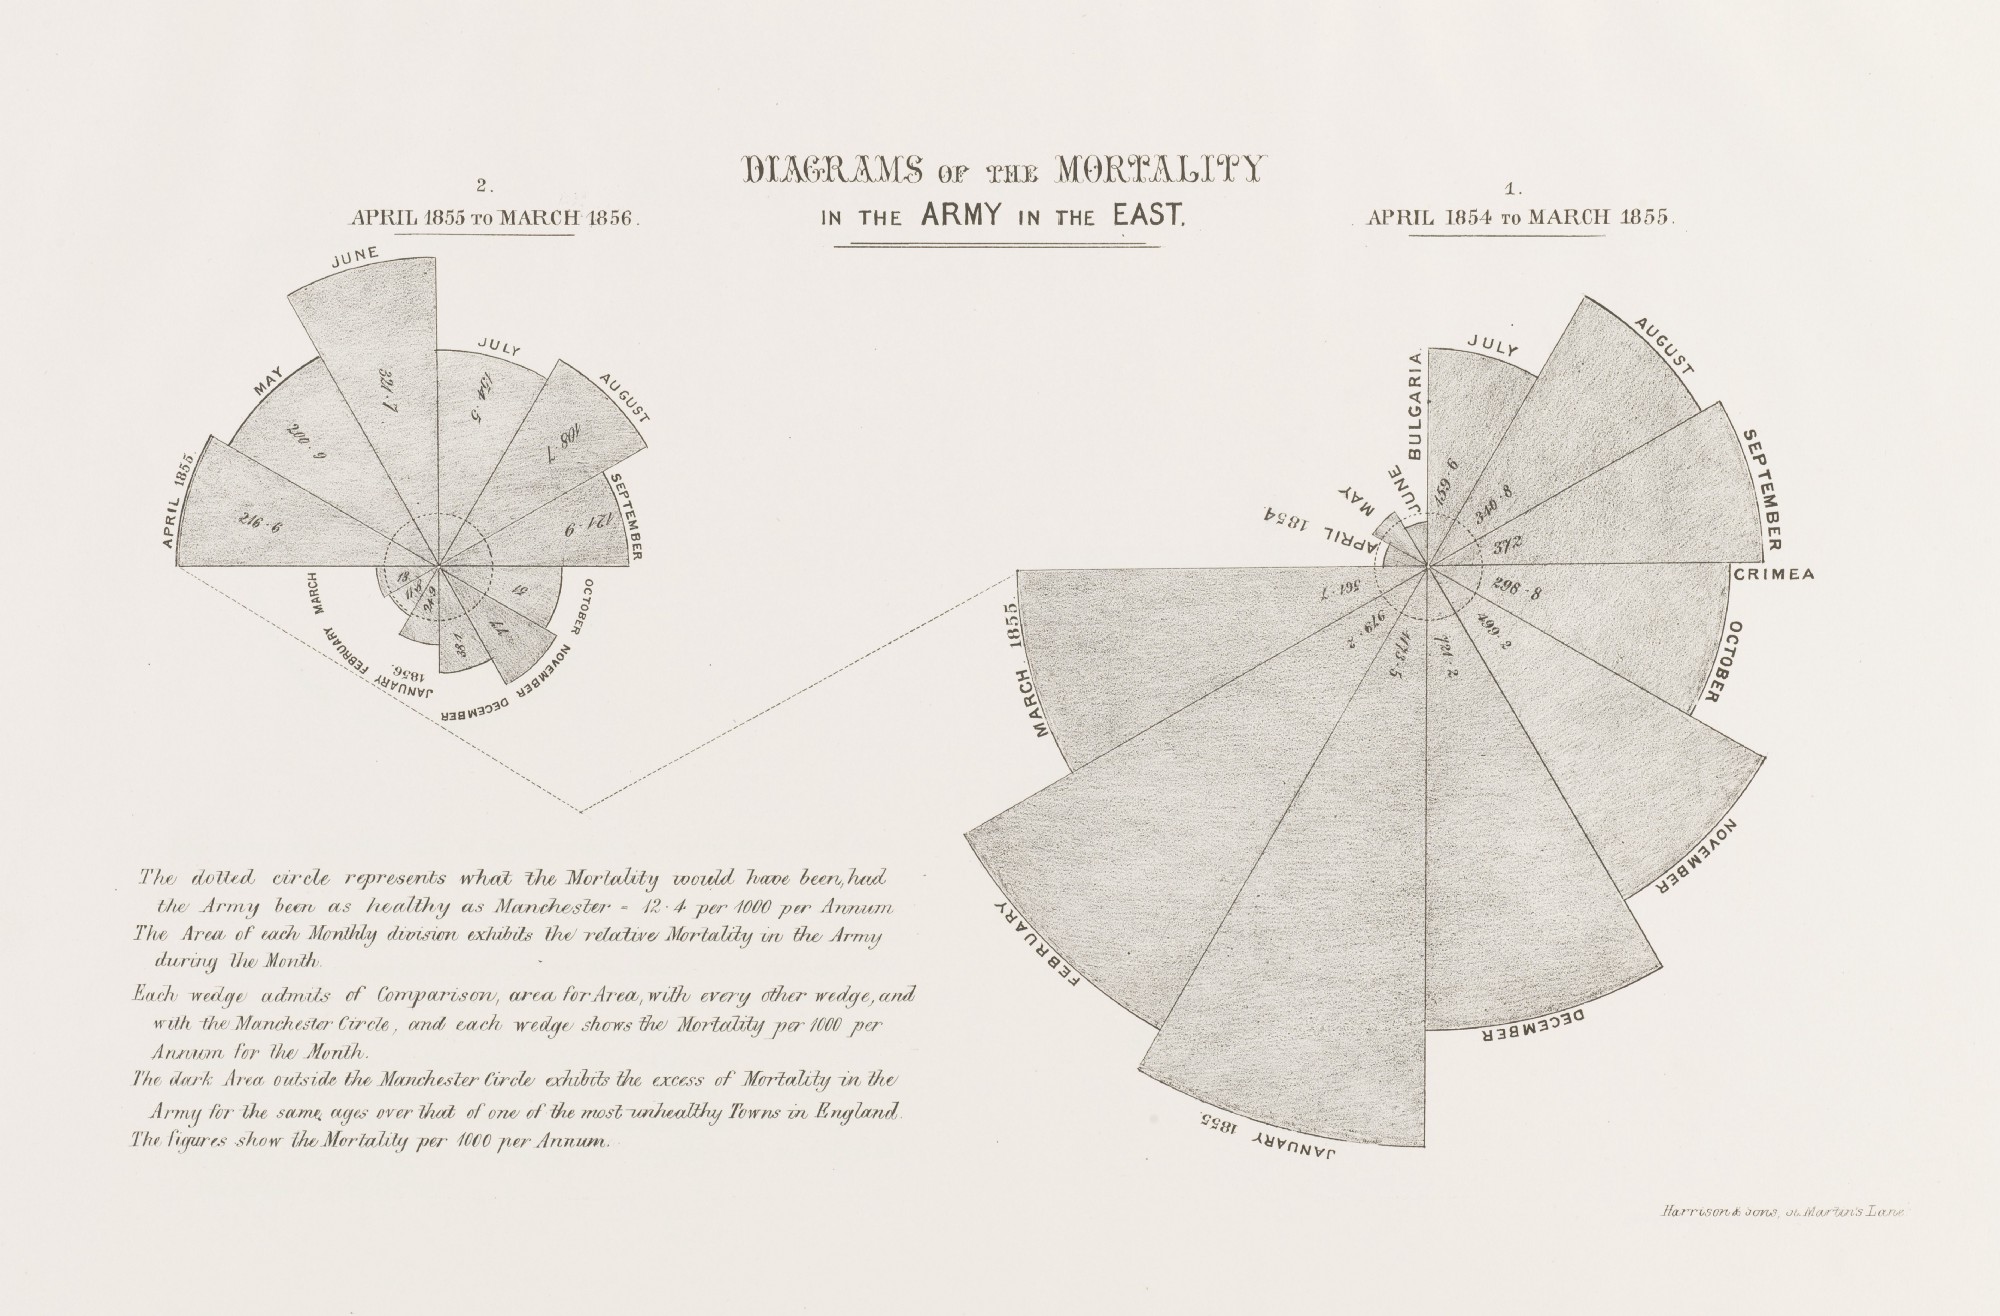 DIAGRAMS OF THE MORTALITY
IN THE ARMY IN THE EAST.
2.
APRIL 1855 TO MARCH 1856.
1.
APRIL 1854 TO MARCH 1855.
APRIL 1855
MAY
JUNE
JULY
AUGUST
SEPTEMBER
OCTOBER
NOVEMBER
DECEMBER
JANUARY 1856.
FEBRUARY
MARCH
216·9
200·6
321·7
154·5
108·7
121·9
51
77
38·1
24·9
11·8
13
APRIL 1854
MAY
JUNE
BULGARIA.
JULY
AUGUST
SEPTEMBER
CRIMEA
OCTOBER
NOVEMBER
DECEMBER
JANUARY 1855.
FEBRUARY
MARCH 1855
159·6
340·8
372
298·8
499·2
721·2
1173·5
979·2
561·7
The dotted circle represents what the Mortality would have been, had
the Army been as healthy as Manchester = 12·4 per 1000 per Annum
The Area of each Monthly division exhibits the relative Mortality in the Army
during the Month.
Each wedge admits of Comparison, area for Area, with every other wedge, and
with the Manchester Circle, and each wedge shows the Mortality per 1000 per
Annum for the Month.
The dark Area outside the Manchester Circle exhibits the excess of Mortality in the
Army for the same ages over that of one of the most unhealthy Towns in England.
The figures show the Mortality per 1000 per Annum.
Harrison & Sons, St. Martin's Lane